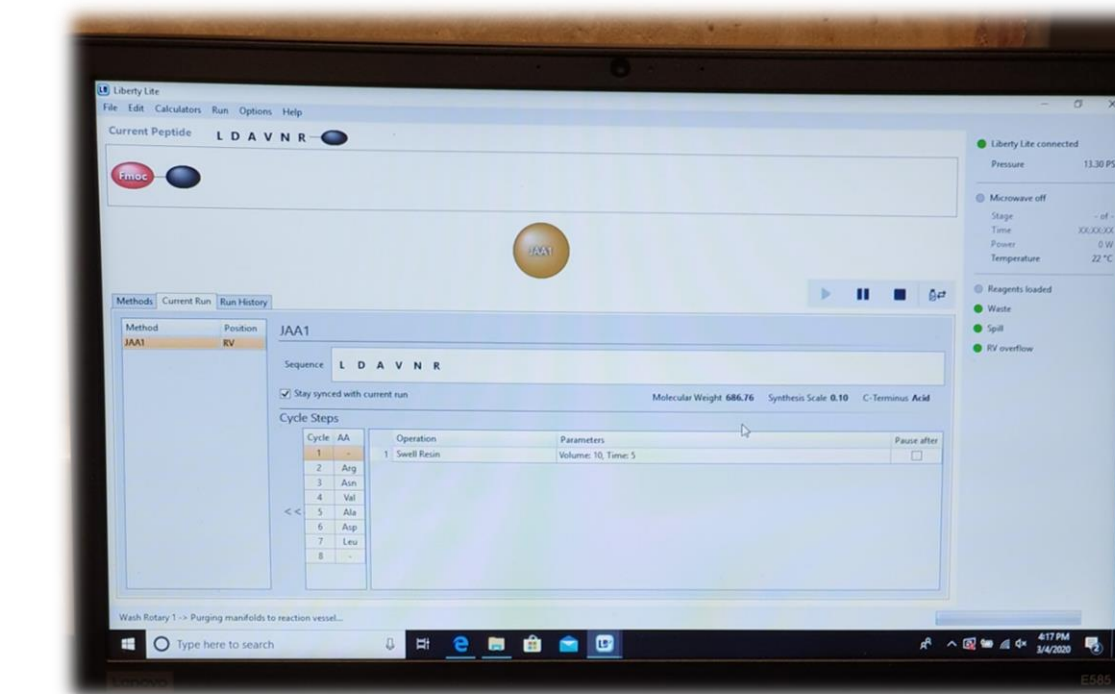 Liberty Lite
File Edit Calculators Run Options Help
Current Peptide L D A V N R
Fmoc
JAA1
Liberty Lite connected
Pressure 13.30 PS
Microwave off
Stage - of -
Time XX:XX:XX
Power 0 W
Temperature 22 °C
Reagents loaded
Waste
Spill
RV overflow
Methods Current Run Run History
Method Position
JAA1 RV
JAA1
Sequence L D A V N R
Stay synced with current run
Molecular Weight 686.76 Synthesis Scale 0.10 C-Terminus Acid
Cycle Steps
Cycle AA
1 -
2 Arg
3 Asn
4 Val
<< 5 Ala
6 Asp
7 Leu
8 -
Operation Parameters Pause after
1 Swell Resin Volume: 10, Time: 5
Wash Rotary 1 -> Purging manifolds to reaction vessel...
Type here to search
4:17 PM
3/4/2020
2
Lenovo
E585